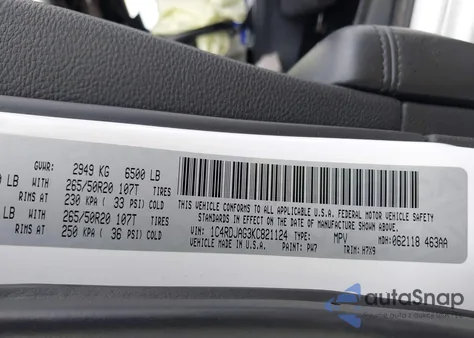 GVWR: 2949 KG 6500 LB
LB WITH 265/50R20 107T TIRES
RIMS AT 230 KPA ( 33 PSI) COLD
LB WITH 265/50R20 107T TIRES
RIMS AT 250 KPA ( 36 PSI) COLD
THIS VEHICLE CONFORMS TO ALL APPLICABLE U.S.A. FEDERAL MOTOR VEHICLE
STANDARDS IN EFFECT ON THE DATE OF MANUFACTURE SHOWN ABOVE.
VIN: 1C4RDJAG3KC821124 TYPE: MPV MDH:062118 463AA
MADE IN U.S.A. PAINT: PW7 TRIM: H7X9
autoSnap